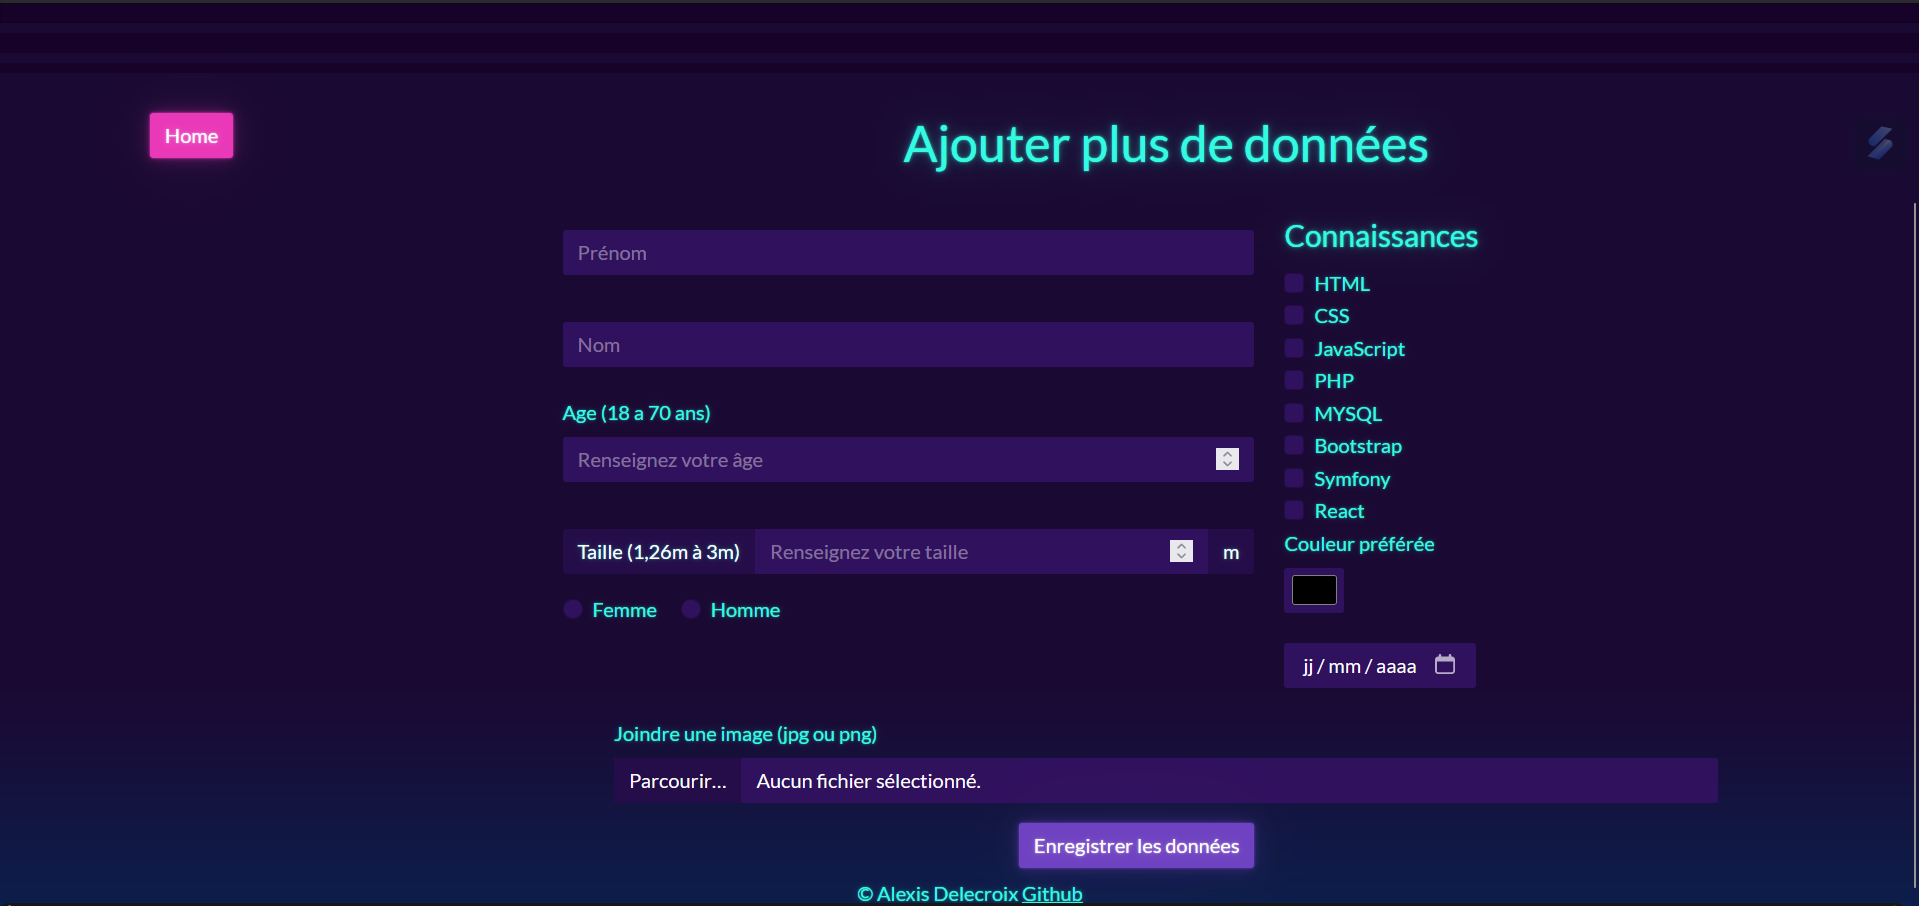 Home
Ajouter plus de données
Prénom
Nom
Age (18 a 70 ans)
Renseignez votre âge
Taille (1,26m à 3m) Renseignez votre taille m
Femme Homme
Connaissances
HTML
CSS
JavaScript
PHP
MYSQL
Bootstrap
Symfony
React
Couleur préférée
jj / mm / aaaa
Joindre une image (jpg ou png)
Parcourir... Aucun fichier sélectionné.
Enregistrer les données
© Alexis Delecroix Github